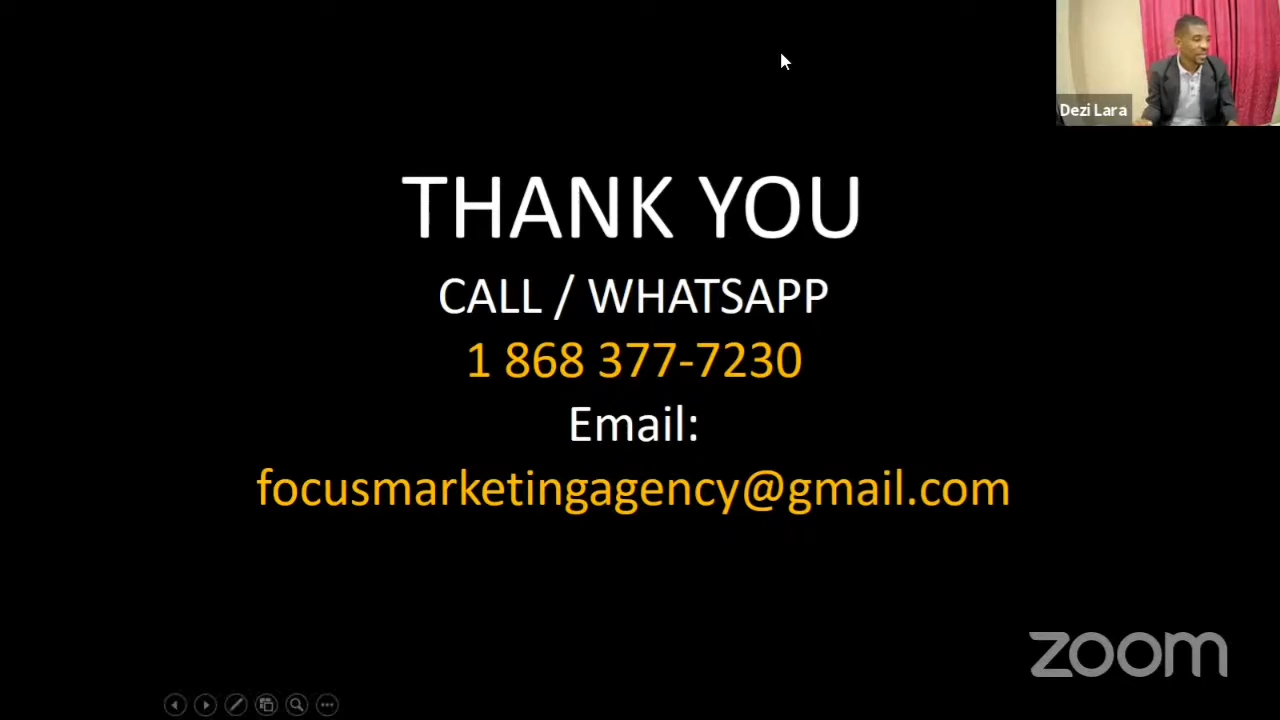 Dezi Lara
THANK YOU
CALL / WHATSAPP
1 868 377-7230
Email:
focusmarketingagency@gmail.com
zoom